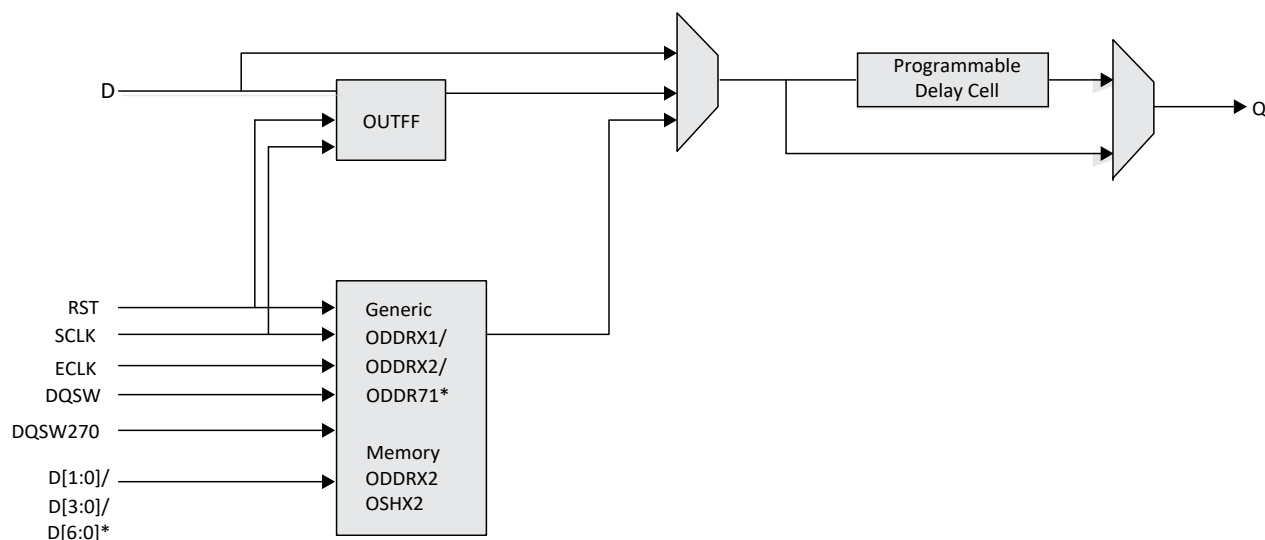 Programmable
Delay Cell
D
OUTFF
Q
RST
SCLK
ECLK
DQSW
DQSW270
D[1:0]/
D[3:0]/
D[6:0]*
Generic
ODDRX1/
ODDRX2/
ODDR71*
Memory
ODDRX2
OSHX2